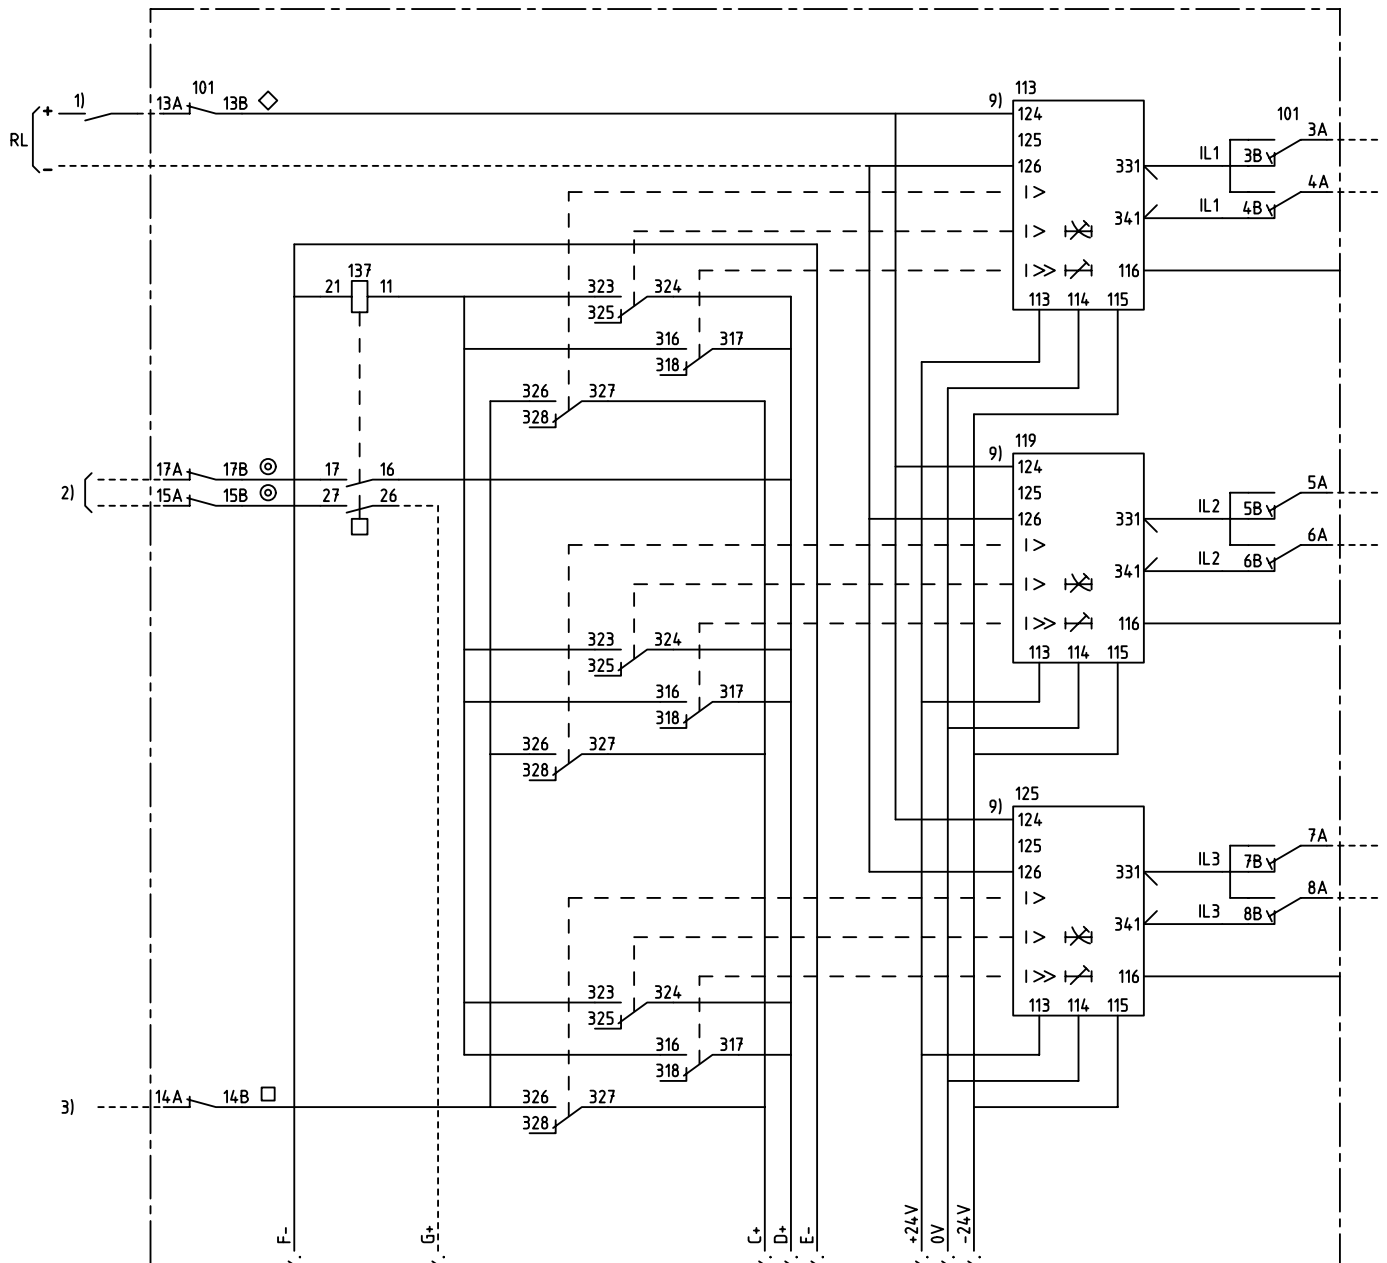 101 113
1) 13A 13B 9) 124 101
+ 125 3A
RL 126 331 IL1 3B
- I> 4A
341 IL1 4B
I>
137 I>> 116
21 11 323 324 113 114 115
325
316 317
318
326 327
328
119
17A 17B 17 16 9) 124
2) 15A 15B 27 26 125 5A
126 331 IL2 5B
I> 6A
341 IL2 6B
I>
I>> 116
323 324 113 114 115
325
316 317
318
326 327
328
125
9) 124
125 7A
126 331 IL3 7B
I> 8A
341 IL3 8B
I>
I>> 116
323 324 113 114 115
325
316 317
318
3) 14A 14B 326 327
328
F- G+ C+ D+ E- +24V 0V -24V